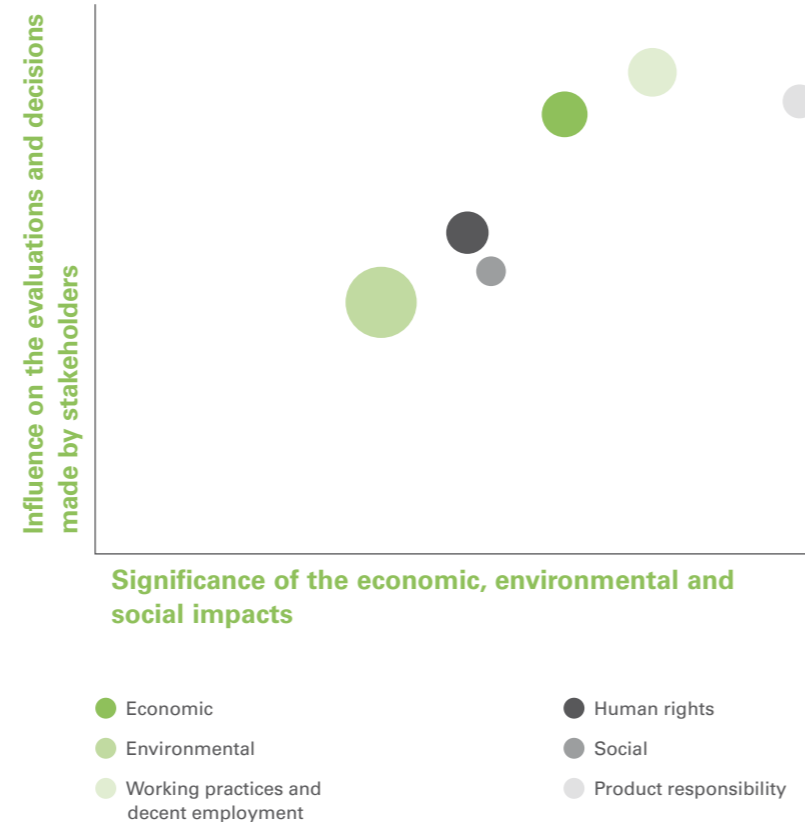 Influence on the evaluations and decisions
made by stakeholders
Significance of the economic, environmental and
social impacts
Economic
Environmental
Working practices and
decent employment
Human rights
Social
Product responsibility